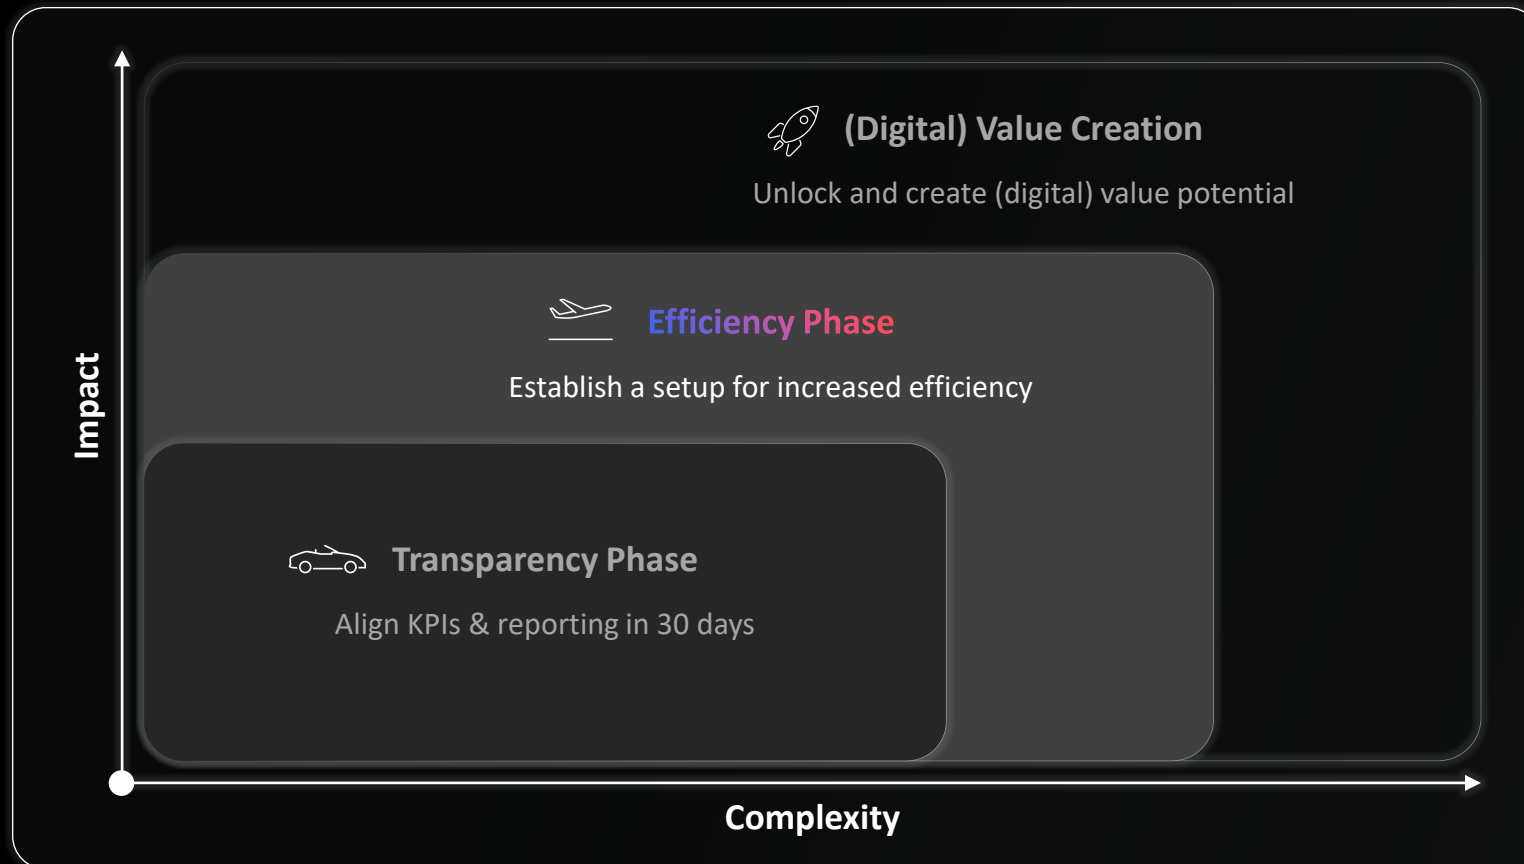 (Digital) Value Creation
Unlock and create (digital) value potential
Efficiency Phase
Establish a setup for increased efficiency
Impact
Transparency Phase
Align KPIs & reporting in 30 days
Complexity